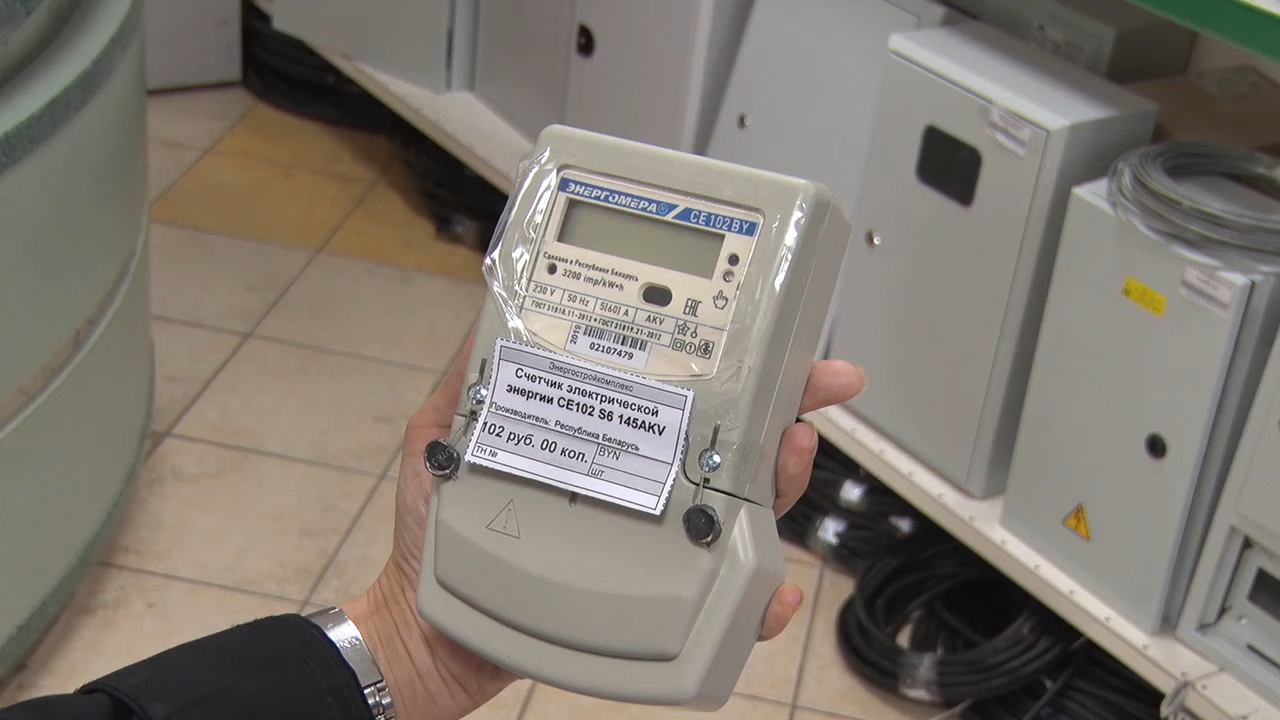 ЭНЕРГОМЕРА® CE102BY
Сделано в Республике Беларусь
3200 imp/kW•h
230 V 50 Hz 5(60) A AKV
ГОСТ 31818.11-2012 • ГОСТ 31819.21-2012
2019
02107479
EAC
Энергостройкомплекс
Счетчик электрической
энергии СЕ102 S6 145AKV
Производитель: Республика Беларусь
102 руб. 00 коп.
BYN
ТН №
шт